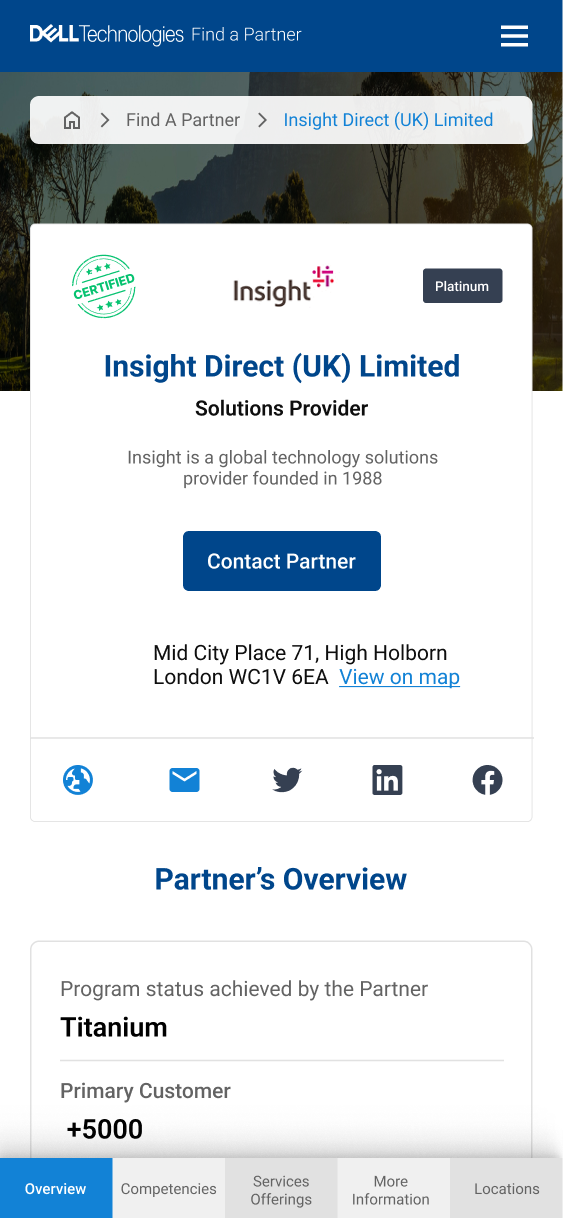 DELLTechnologies Find a Partner
Find A Partner
Insight Direct (UK) Limited
CERTIFIED
Insight
Platinum
Insight Direct (UK) Limited
Solutions Provider
Insight is a global technology solutions
provider founded in 1988
Contact Partner
Mid City Place 71, High Holborn
London WC1V 6EA View on map
in
Partner’s Overview
Program status achieved by the Partner
Titanium
Primary Customer
+5000
Overview
Competencies
Services
Offerings
More
Information
Locations